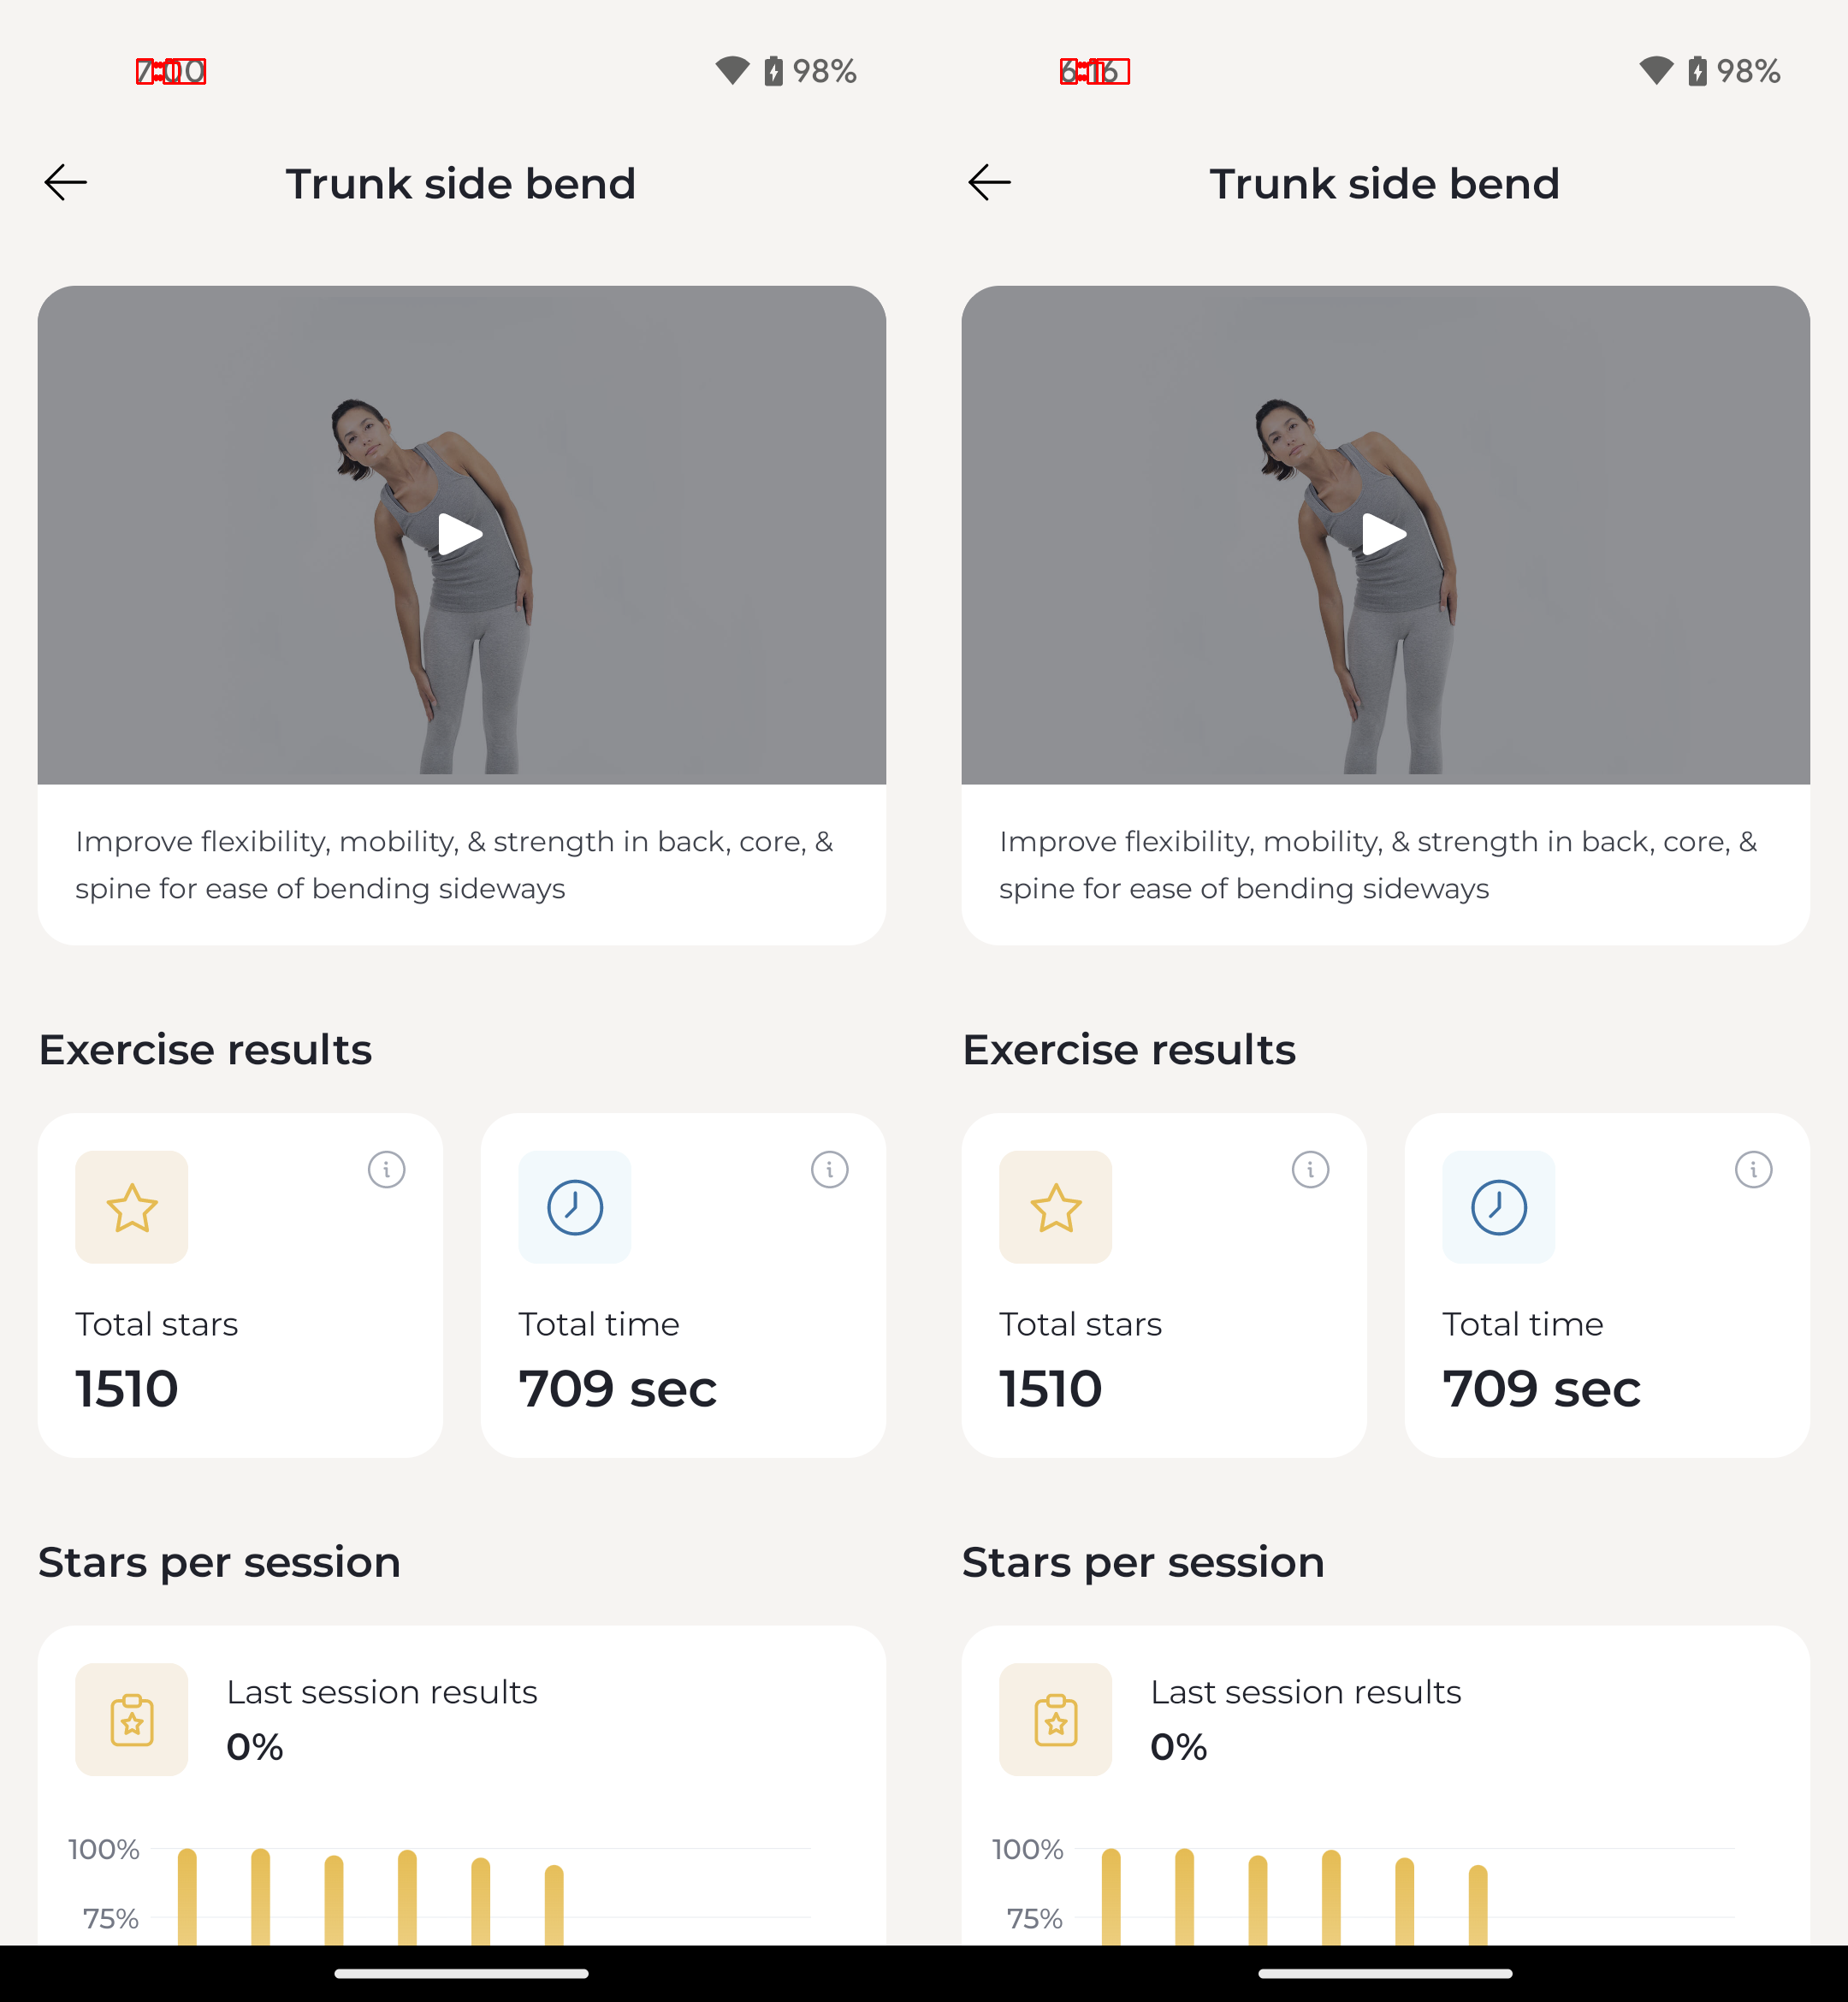 7:00
98%
Trunk side bend
Improve flexibility, mobility, & strength in back, core, &
spine for ease of bending sideways
Exercise results
Total stars
1510
Total time
709 sec
Stars per session
Last session results
0%
100%
75%
6:16
98%
Trunk side bend
Improve flexibility, mobility, & strength in back, core, &
spine for ease of bending sideways
Exercise results
Total stars
1510
Total time
709 sec
Stars per session
Last session results
0%
100%
75%